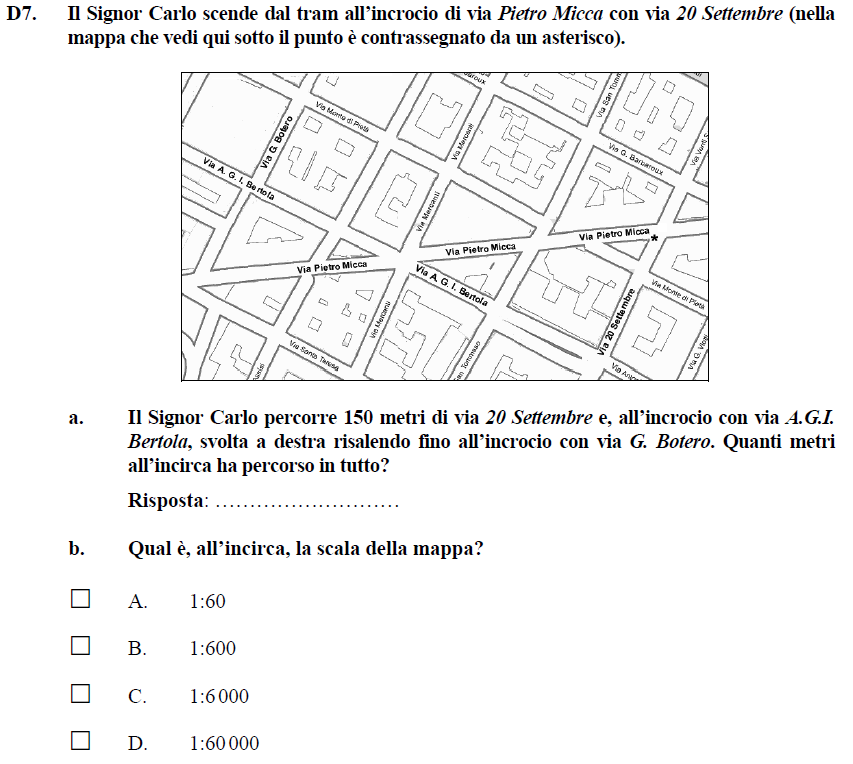 D7. Il Signor Carlo scende dal tram all'incrocio di via Pietro Micca con via 20 Settembre (nella
mappa che vedi qui sotto il punto è contrassegnato da un asterisco).
Via Monte di Pietà
Via G. Botero
Via Mercanti
Via San Tomm
Via A. G. I. Bertola
Via G. Barbaroux
Via Mercanti
Via Pietro Micca *
Via Pietro Micca
Via Pietro Micca
Via A. G. I. Bertola
Via Monte di Pietà
Via Mercanti
Via 20 Settembre
Via Santa Teresa
a. Il Signor Carlo percorre 150 metri di via 20 Settembre e, all'incrocio con via A.G.I.
Bertola, svolta a destra risalendo fino all'incrocio con via G. Botero. Quanti metri
all'incirca ha percorso in tutto?
Risposta: ………………………
b. Qual è, all'incirca, la scala della mappa?
A. 1:60
B. 1:600
C. 1:6 000
D. 1:60 000